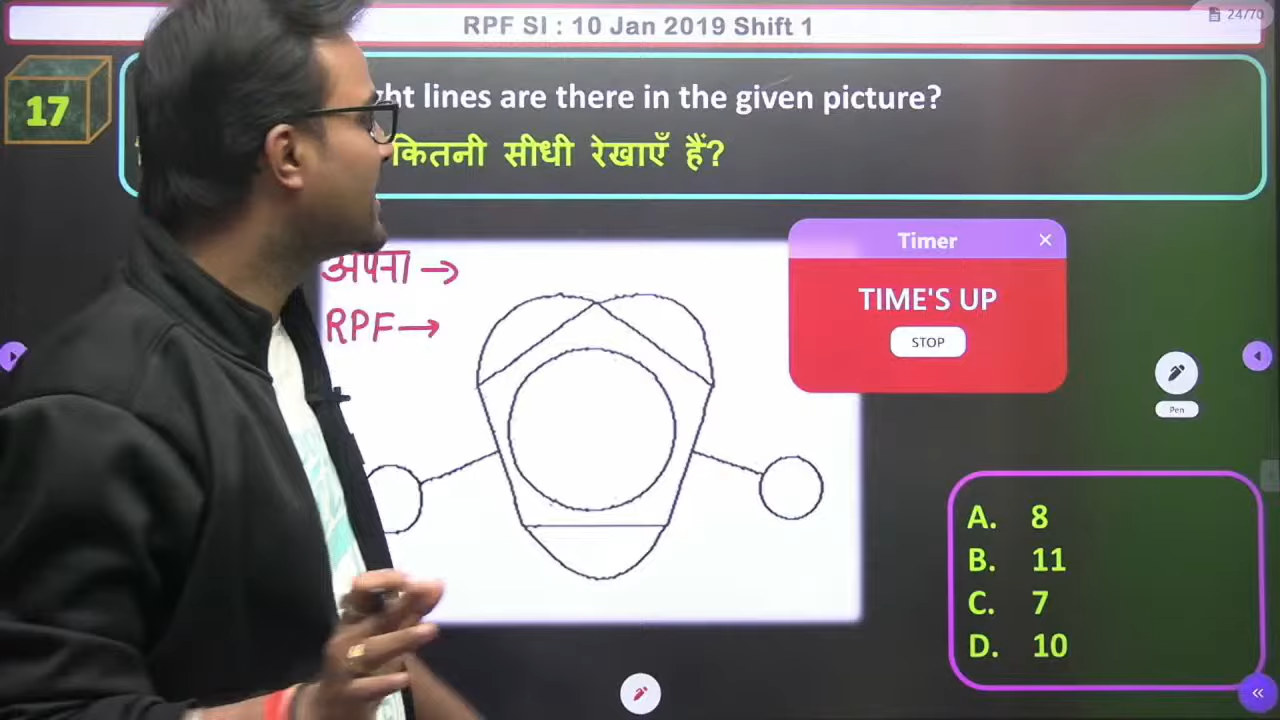 RPF SI : 10 Jan 2019 Shift 1
24/70
17
lines are there in the given picture?
कितनी सीधी रेखाएँ हैं?
Timer
TIME'S UP
STOP
अपना →
RPF →
Pen
A. 8
B. 11
C. 7
D. 10